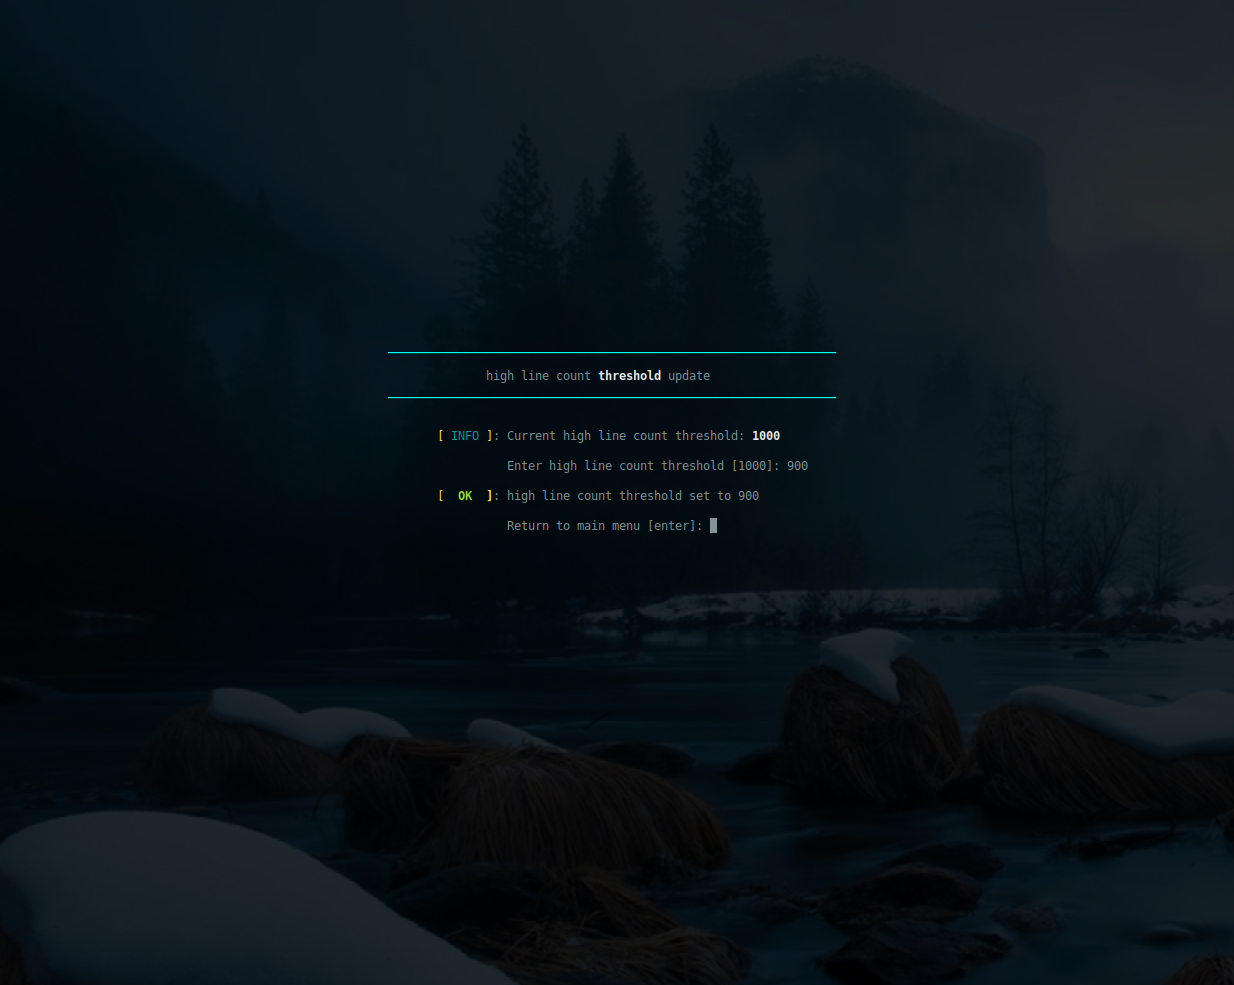 high line count threshold update
[ INFO ]: Current high line count threshold: 1000
Enter high line count threshold [1000]: 900
[  OK  ]: high line count threshold set to 900
Return to main menu [enter]: